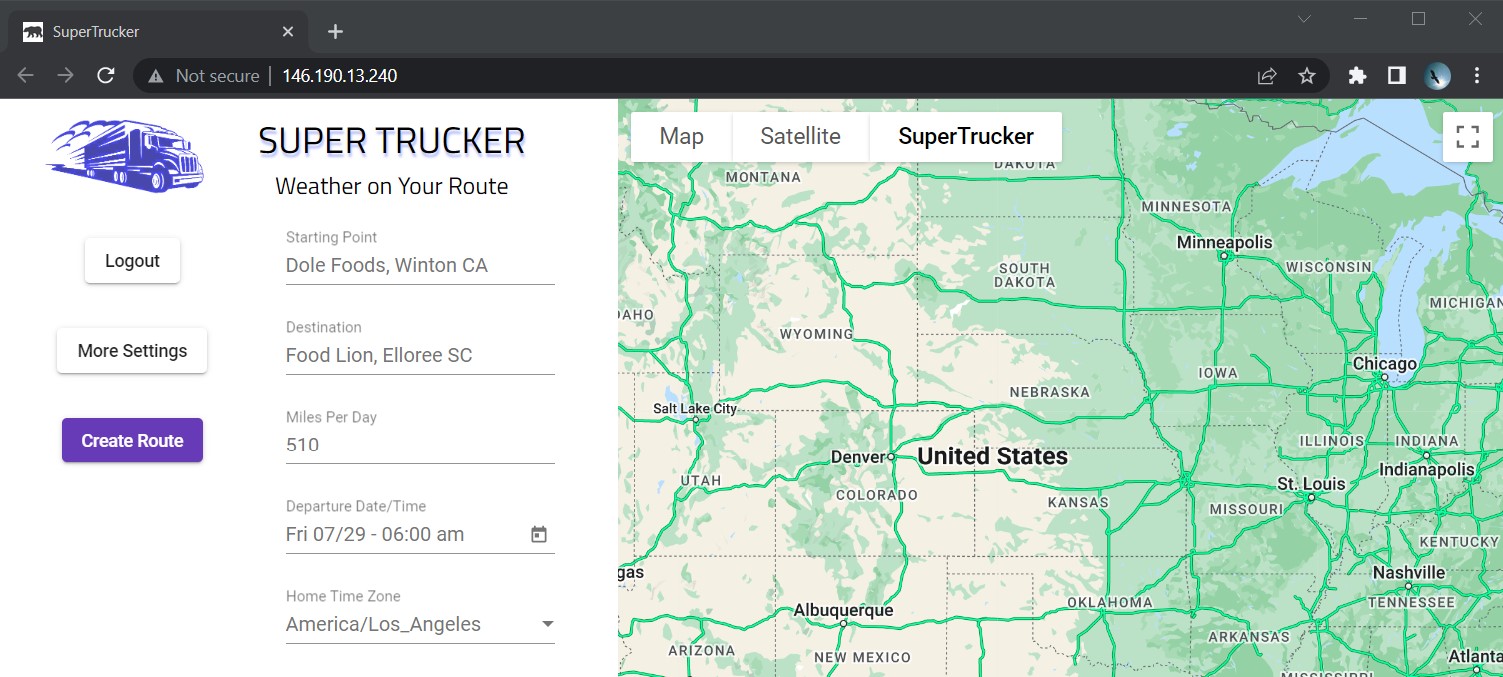 SuperTrucker
Not secure
146.190.13.240
SUPER TRUCKER
Weather on Your Route
Logout
More Settings
Create Route
Starting Point
Dole Foods, Winton CA
Destination
Food Lion, Elloree SC
Miles Per Day
510
Departure Date/Time
Fri 07/29 - 06:00 am
Home Time Zone
America/Los_Angeles
Map
Satellite
SuperTrucker
DAKOTA
MONTANA
MINNESOTA
Minneapolis
WISCONSIN
SOUTH
DAKOTA
MICHIGAN
DAHO
WYOMING
Chicago
IOWA
NEBRASKA
Salt Lake City
ILLINOIS
INDIANA
Denver
United States
Indianapolis
UTAH
St. Louis
COLORADO
KANSAS
MISSOURI
KENTUCKY
gas
Nashville
OKLAHOMA
TENNESSEE
Albuquerque
ARKANSAS
ARIZONA
NEW MEXICO
Atlanta
MISSISSIPPI